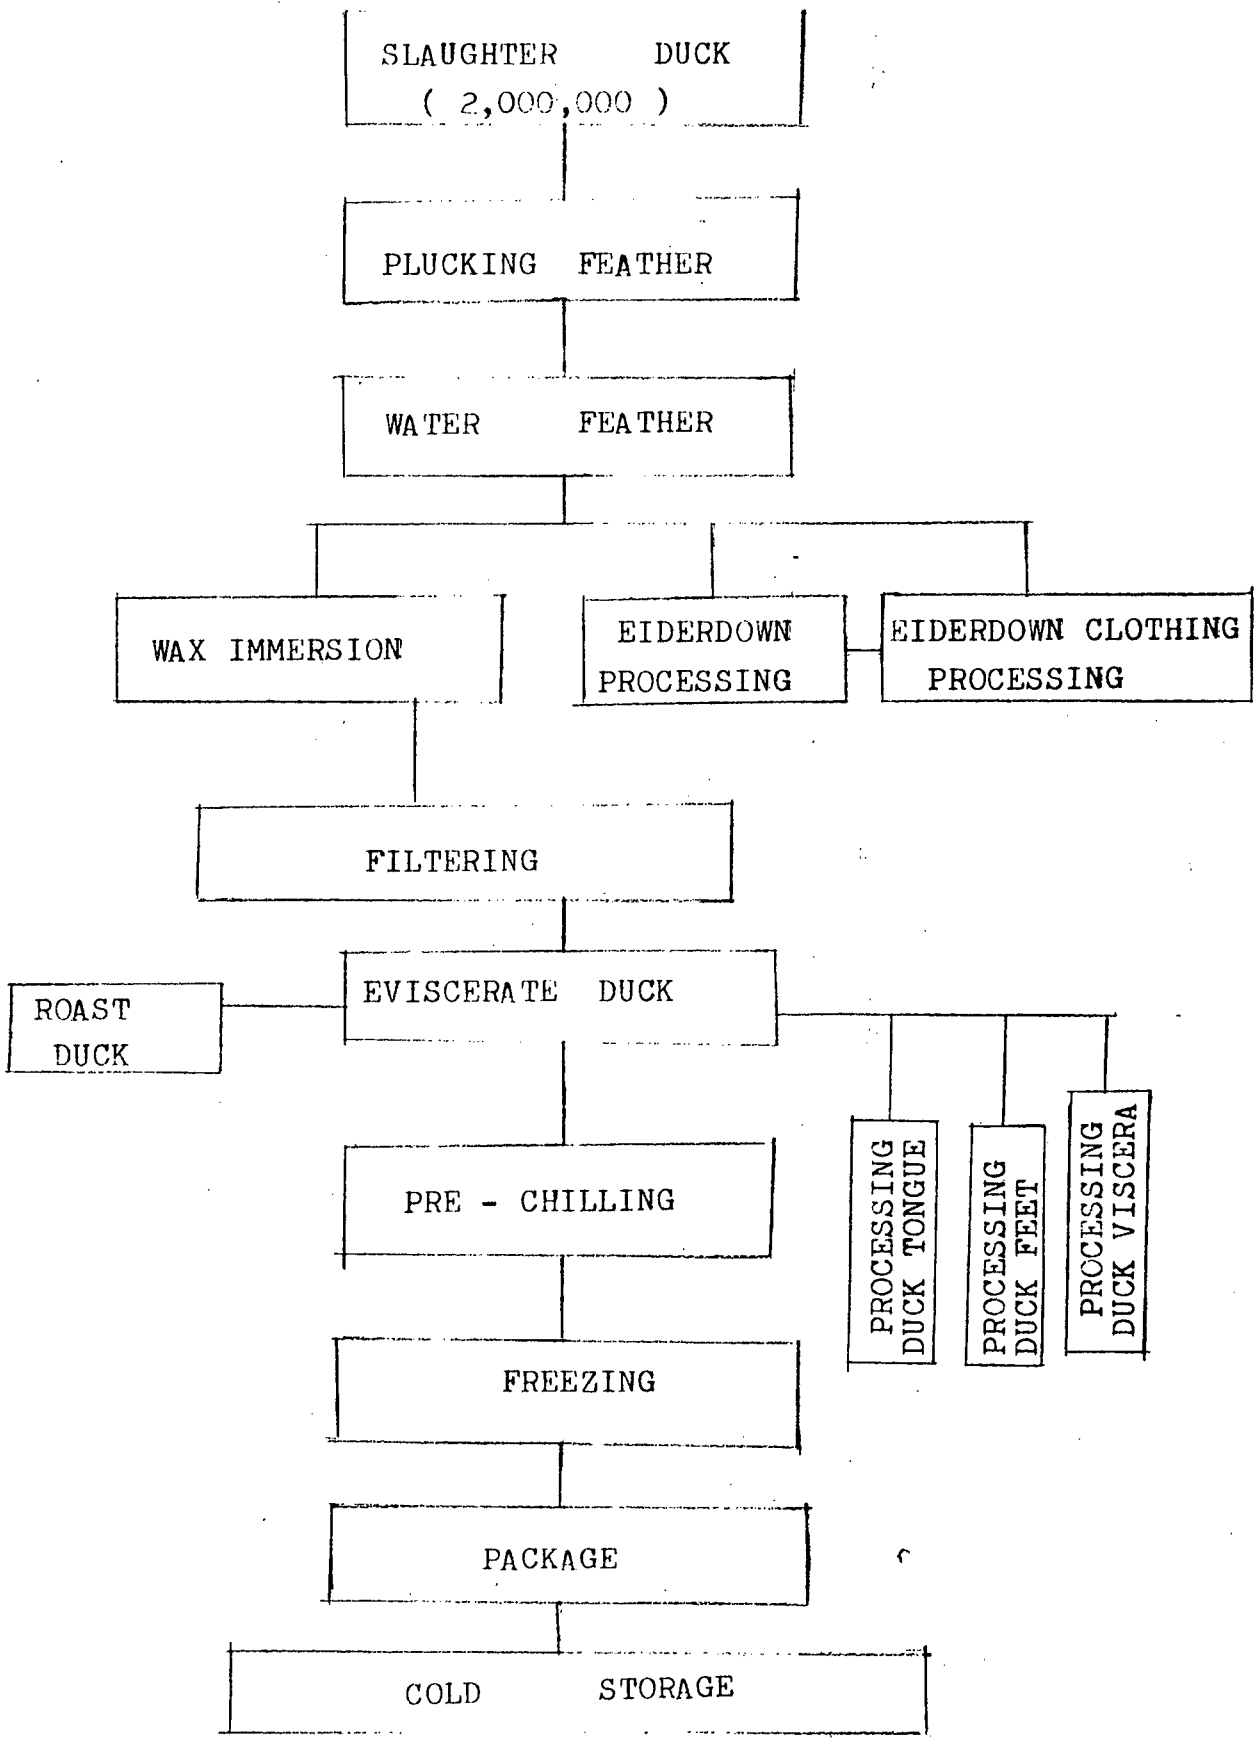 SLAUGHTER DUCK
( 2,000,000 )
PLUCKING FEATHER
WATER FEATHER
WAX IMMERSION
EIDERDOWN
PROCESSING
EIDERDOWN CLOTHING
PROCESSING
FILTERING
EVISCERATE DUCK
ROAST
DUCK
PROCESSING
DUCK TONGUE
PROCESSING
DUCK FEET
PROCESSING
DUCK VISCERA
PRE - CHILLING
FREEZING
PACKAGE
COLD STORAGE